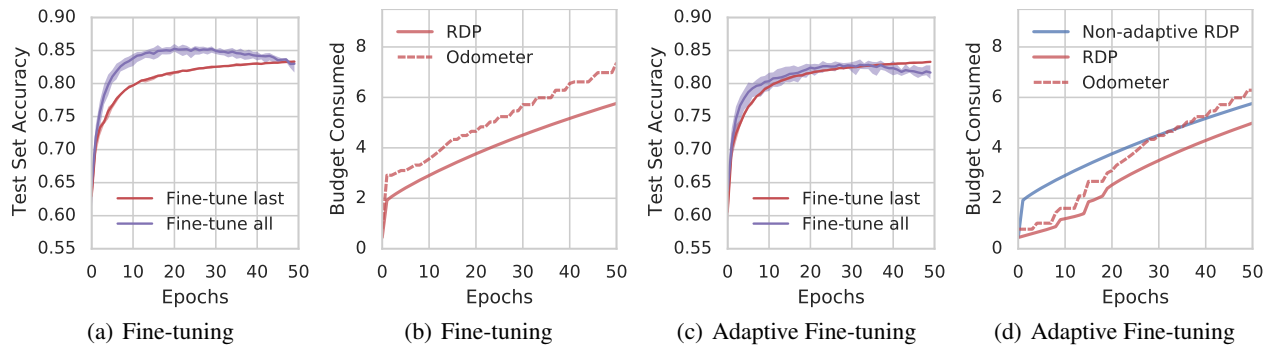 Test Set Accuracy
0.90
0.85
0.80
0.75
0.70
0.65
0.60
0.55
Fine-tune last
Fine-tune all
0 10 20 30 40 50
Epochs
(a) Fine-tuning
Budget Consumed
8
6
4
2
0
RDP
Odometer
0 10 20 30 40 50
Epochs
(b) Fine-tuning
Test Set Accuracy
0.90
0.85
0.80
0.75
0.70
0.65
0.60
0.55
Fine-tune last
Fine-tune all
0 10 20 30 40 50
Epochs
(c) Adaptive Fine-tuning
Budget Consumed
8
6
4
2
0
Non-adaptive RDP
RDP
Odometer
0 10 20 30 40 50
Epochs
(d) Adaptive Fine-tuning